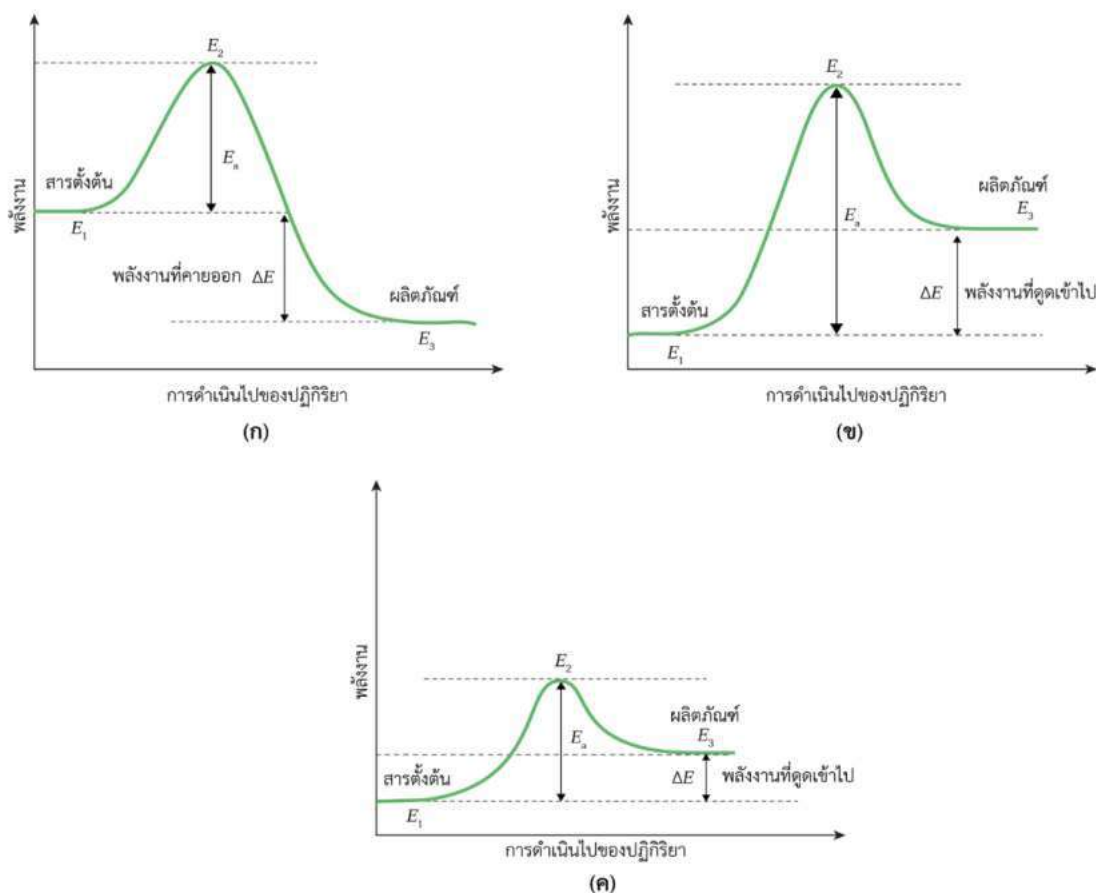 E₂
พลังงาน
สารตั้งต้น
Eₐ
E₁
พลังงานที่คายออก ΔE
ผลิตภัณฑ์
E₃
การดำเนินไปของปฏิกิริยา
(ก)
E₂
พลังงาน
ผลิตภัณฑ์
E₃
Eₐ
สารตั้งต้น
ΔE พลังงานที่ดูดเข้าไป
E₁
การดำเนินไปของปฏิกิริยา
(ข)
พลังงาน
E₂
ผลิตภัณฑ์
E₃
Eₐ
สารตั้งต้น
ΔE พลังงานที่ดูดเข้าไป
E₁
การดำเนินไปของปฏิกิริยา
(ค)